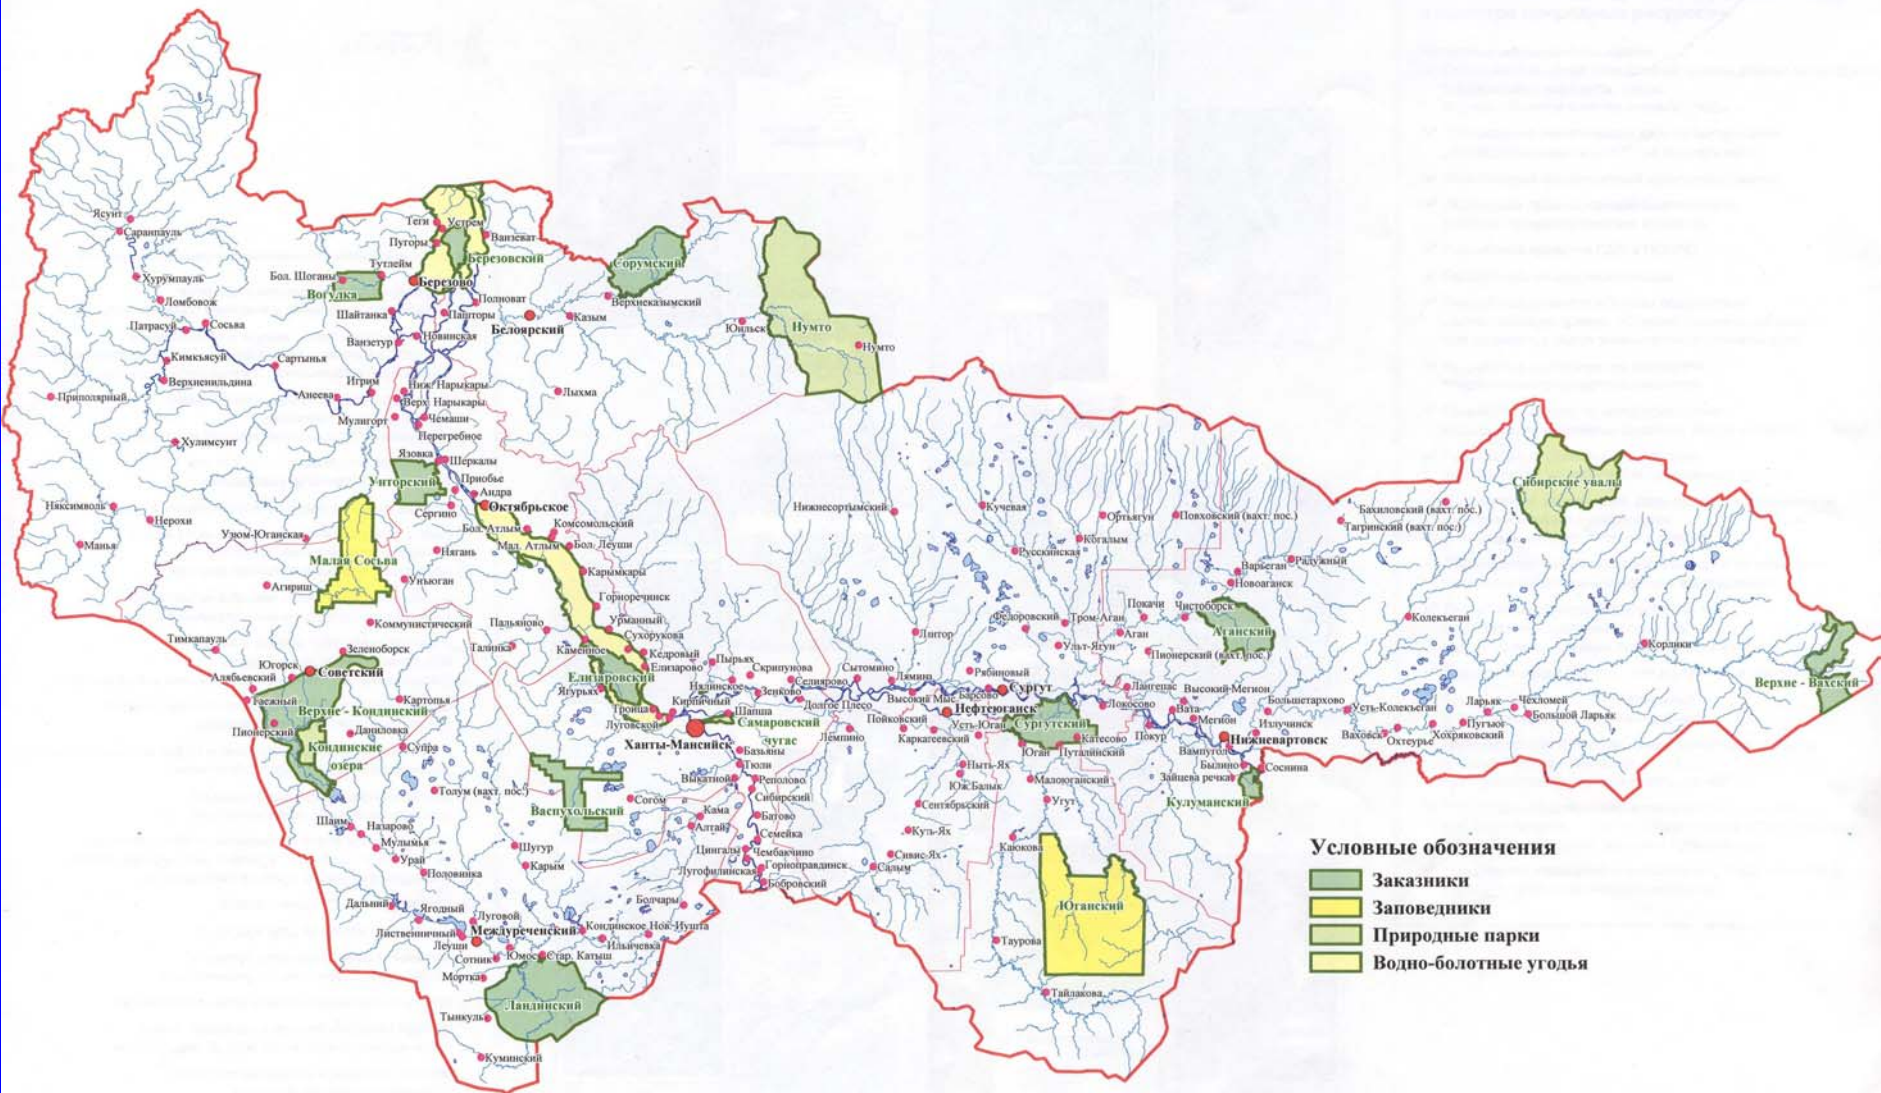 Ясунт
Саранпауль
Хурумпауль
Ломбовож
Патрасуй
Сосьва
Кимкъясуй
Верхненильдина
Сартынья
Анеева
Игрим
Приполярный
Хулимсунт
Няксимволь
Нерохи
Манья
Узюм-Юганская
Агириш
Теги
Устрем
Пугоры
Ванзеват
Березовский
Тутлейм
Бол. Шоганы
Вогулка
Березово
Шайтанка
Полноват
Пашторы
Ванзетур
Новинская
Белоярский
Казым
Сорумский
Верхнеказымский
Юильск
Нумто
Нумто
Ниж. Нарыкары
Верх. Нарыкары
Мулигорт
Чемаши
Перегребное
Лыхма
Язовка
Шеркалы
Унторский
Приобье
Андра
Сергино
Октябрьское
Бол. Атлым
Комсомольский
Мал. Атлым
Бол. Леуши
Нягань
Малая Сосьва
Унъюган
Карымкары
Горнореченск
Коммунистический
Пальяново
Урманный
Сухорукова
Талинка
Каменное
Кедровый
Елизарово
Елизаровский
Тимкапауль
Зеленоборск
Югорск
Советский
Алябьевский
Таежный
Картопья
Верхне - Кондинский
Пионерский
Даниловка
Кондинские
озера
Супра
Ягурьях
Троица
Луговской
Кирпичный
Шапша
Ханты-Мансийск
Самаровский
чугас
Пырьях
Нялинское
Скрипунова
Зенково
Селиярово
Сытомино
Лямина
Долгое Плесо
Высокий Мыс
Барсово
Рябиновый
Сургут
Нефтеюганск
Пойковский
Лемпино
Каркатеевский
Усть-Юган
Сургутский
Юган
Катесово
Путалинский
Локосово
Лангепас
Высокий-Мегион
Вата
Мегион
Покур
Излучинск
Нижневартовск
Вампугол
Былино
Зайцева речка
Соснина
Кулуманский
Большетархово
Усть-Колекъеган
Ваховск
Охтеурье
Пугъюг
Хохряковский
Ларьяк
Чехломей
Большой Ларьяк
Колекъеган
Корлики
Верхне - Вахский
Сибирские увалы
Бахиловский (вахт. пос.)
Тагринский (вахт. пос.)
Радужный
Варьеган
Новоаганск
Чистоборск
Покачи
Аганский
Аган
Пионерский (вахт. пос.)
Тром-Аган
Федоровский
Ульт-Ягун
Лянтор
Нижнесортымский
Кучевая
Ортъягун
Повховский (вахт. пос.)
Когалым
Русскинская
Базьяны
Тюли
Выкатной
Реполово
Сибирский
Батово
Семейка
Цингалы
Чембакчино
Лугофилинская
Горноправдинск
Бобровский
Болчары
Васпухольский
Согом
Кама
Алтай
Толум (вахт. пос.)
Шаим
Назарово
Мулымья
Урай
Половинка
Шугур
Карым
Дальний
Ягодный
Луговой
Лиственничный
Междуреченский
Леуши
Кондинское
Нов. Иушта
Ильичевка
Сотник
Юмос
Стар. Катыш
Мортка
Ландинский
Тынкуль
Куминский
Пыть-Ях
Юж.Балык
Сентябрьский
Куть-Ях
Сивис-Ях
Салым
Малоюганский
Угут
Каюкова
Юганский
Таурова
Тайлакова
Условные обозначения
Заказники
Заповедники
Природные парки
Водно-болотные угодья